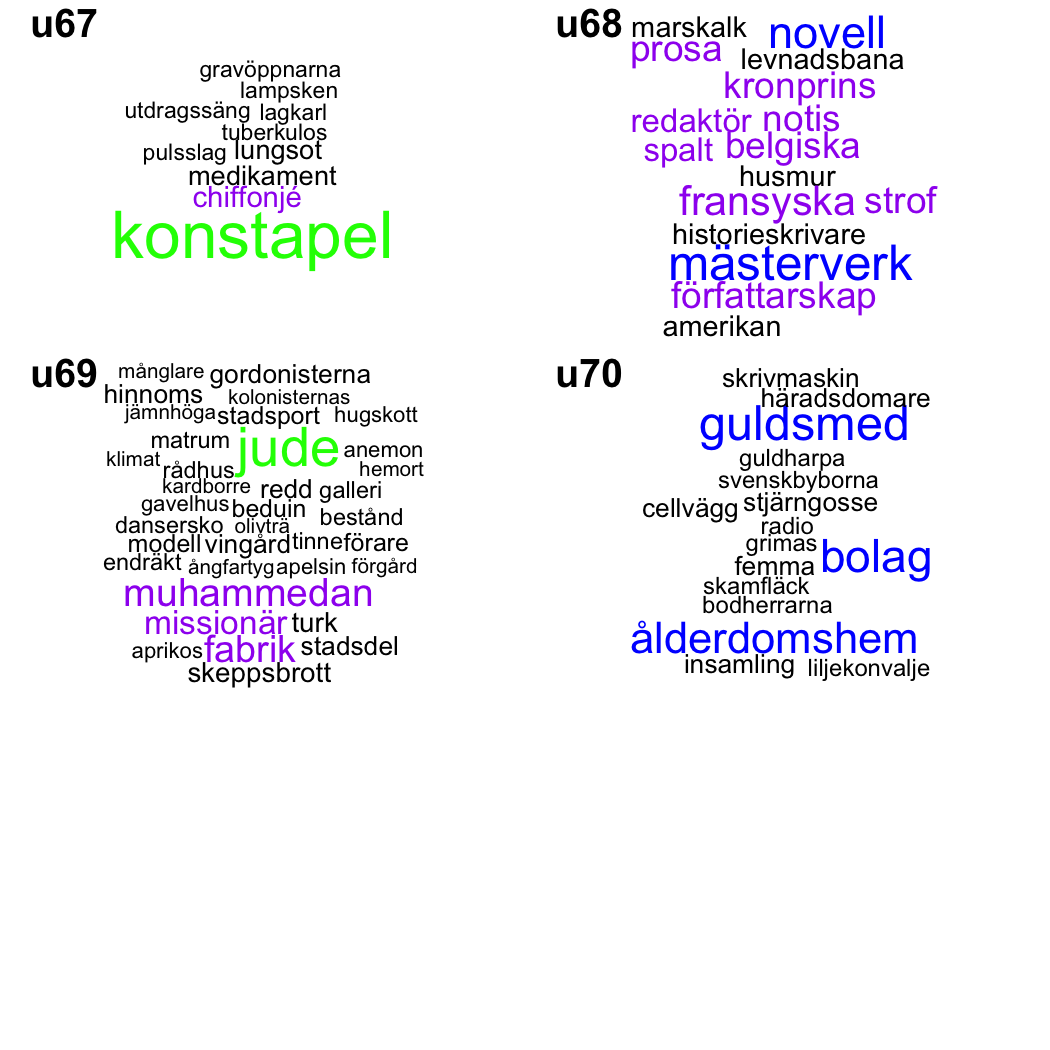 u67
gravöppnarna
lampsken
utdragssäng lagkarl
tuberkulos
pulsslag lungsot
medikament
chiffonjé
konstapel
u68
marskalk novell
prosa levnadsbana
kronprins
redaktör notis
spalt belgiska
husmur
fransyska strof
historieskrivare
mästerverk
författarskap
amerikan
u69
månglare gordonisterna
hinnoms kolonisternas
jämnhöga stadsport hugskott
matrum jude anemon
klimat rådhus hemort
kardborre redd galleri
gavelhus beduin bestånd
dansersko olivträ
modell vingård tinneförare
endräkt ångfartyg apelsin förgård
muhammedan
missionär turk
aprikos fabrik stadsdel
skeppsbrott
u70
skrivmaskin
häradsdomare
guldsmed
guldharpa
svenskbyborna
cellvägg stjärngosse
radio
grimas bolag
femma
skamfläck
bodherrarna
ålderdomshem
insamling liljekonvalje